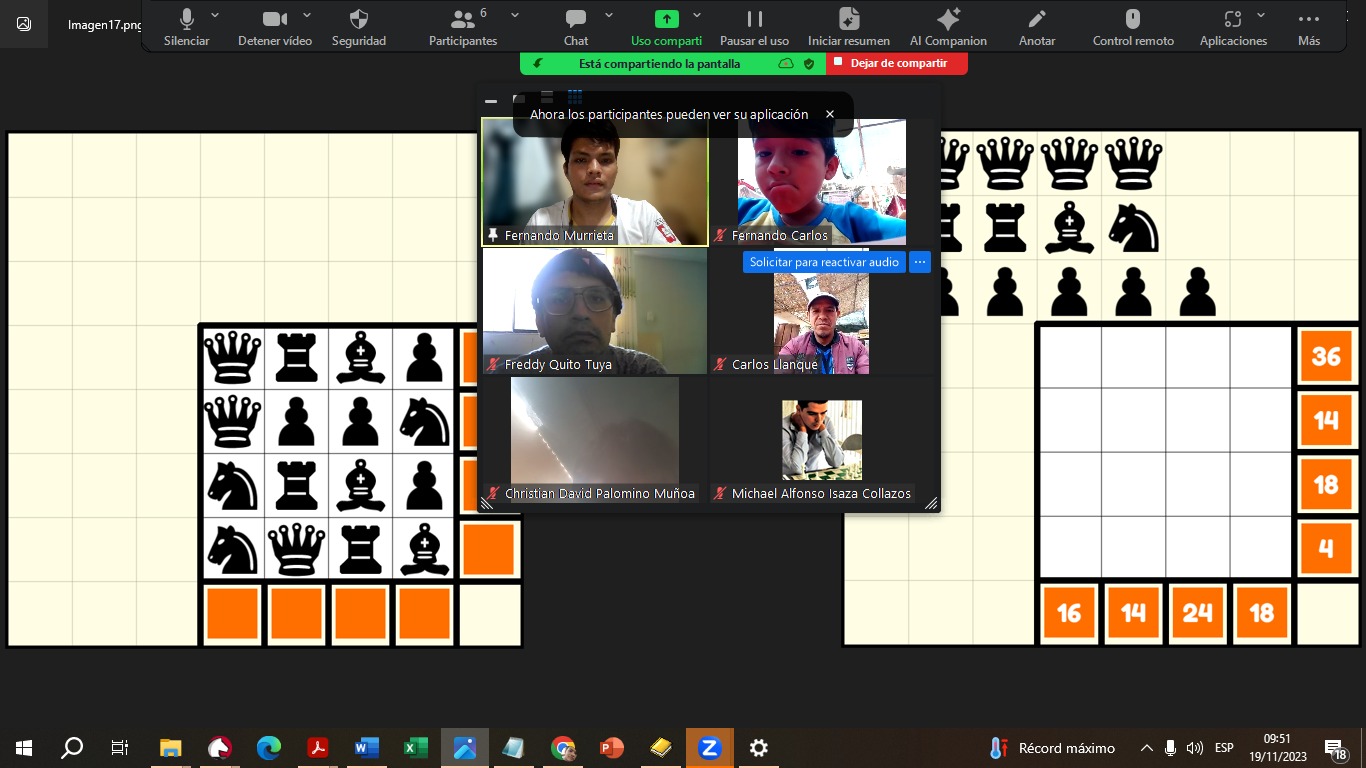 Imagen17.png
Silenciar
Detener vídeo
Seguridad
6
Participantes
Chat
Uso comparti
Pausar el uso
Iniciar resumen
AI Companion
Anotar
Control remoto
Aplicaciones
Más
Está compartiendo la pantalla
Dejar de compartir
Ahora los participantes pueden ver su aplicación
Fernando Murrieta
Fernando Carlos
Solicitar para reactivar audio
Freddy Quito Tuya
Carlos Llanque
Christian David Palomino Muñoa
Michael Alfonso Isaza Collazos
36
14
18
4
16 14 24 18
Récord máximo
ESP
09:51
19/11/2023
18